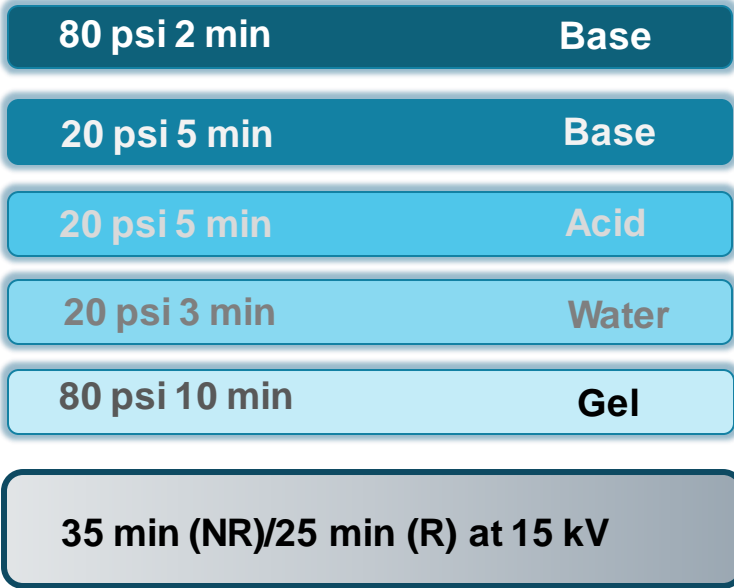 80 psi 2 min Base
20 psi 5 min Base
20 psi 5 min Acid
20 psi 3 min Water
80 psi 10 min Gel
35 min (NR)/25 min (R) at 15 kV